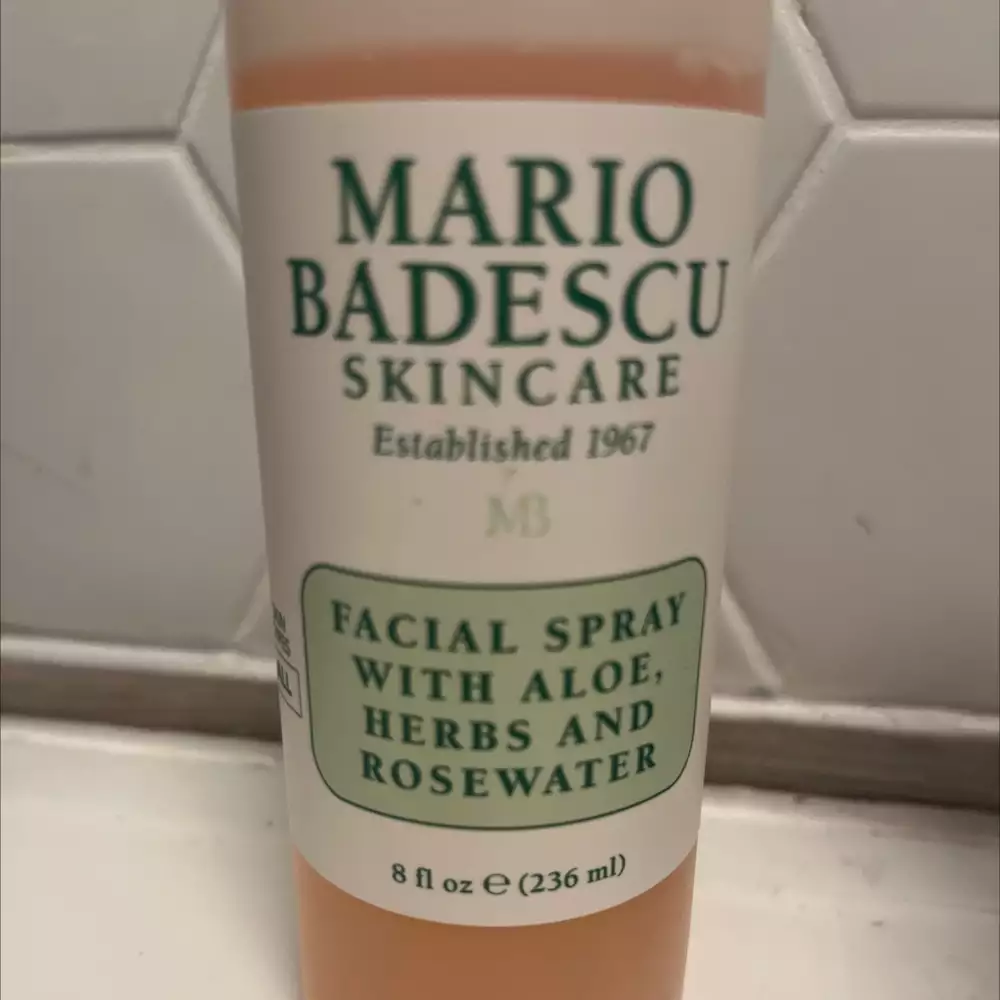 MARIO
BADESCU
SKINCARE
Established 1967
MB
FACIAL SPRAY
WITH ALOE,
HERBS AND
ROSEWATER
8 fl oz ℮ (236 ml)